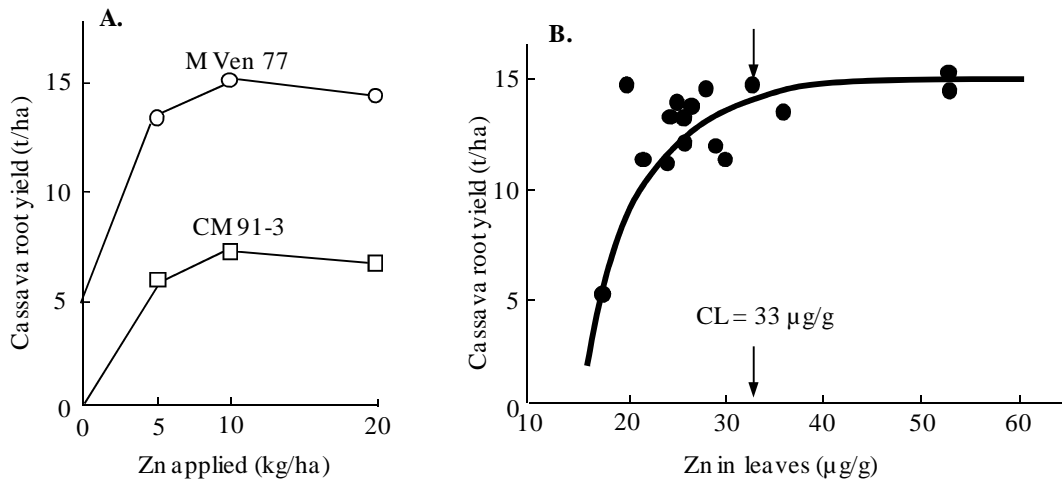 A.
M Ven 77
CM 91-3
Cassava root yield (t/ha)
15
10
5
0
0 5 10 20
Zn applied (kg/ha)
B.
CL = 33 µg/g
Cassava root yield (t/ha)
15
10
5
0
10 20 30 40 50 60
Zn in leaves (µg/g)